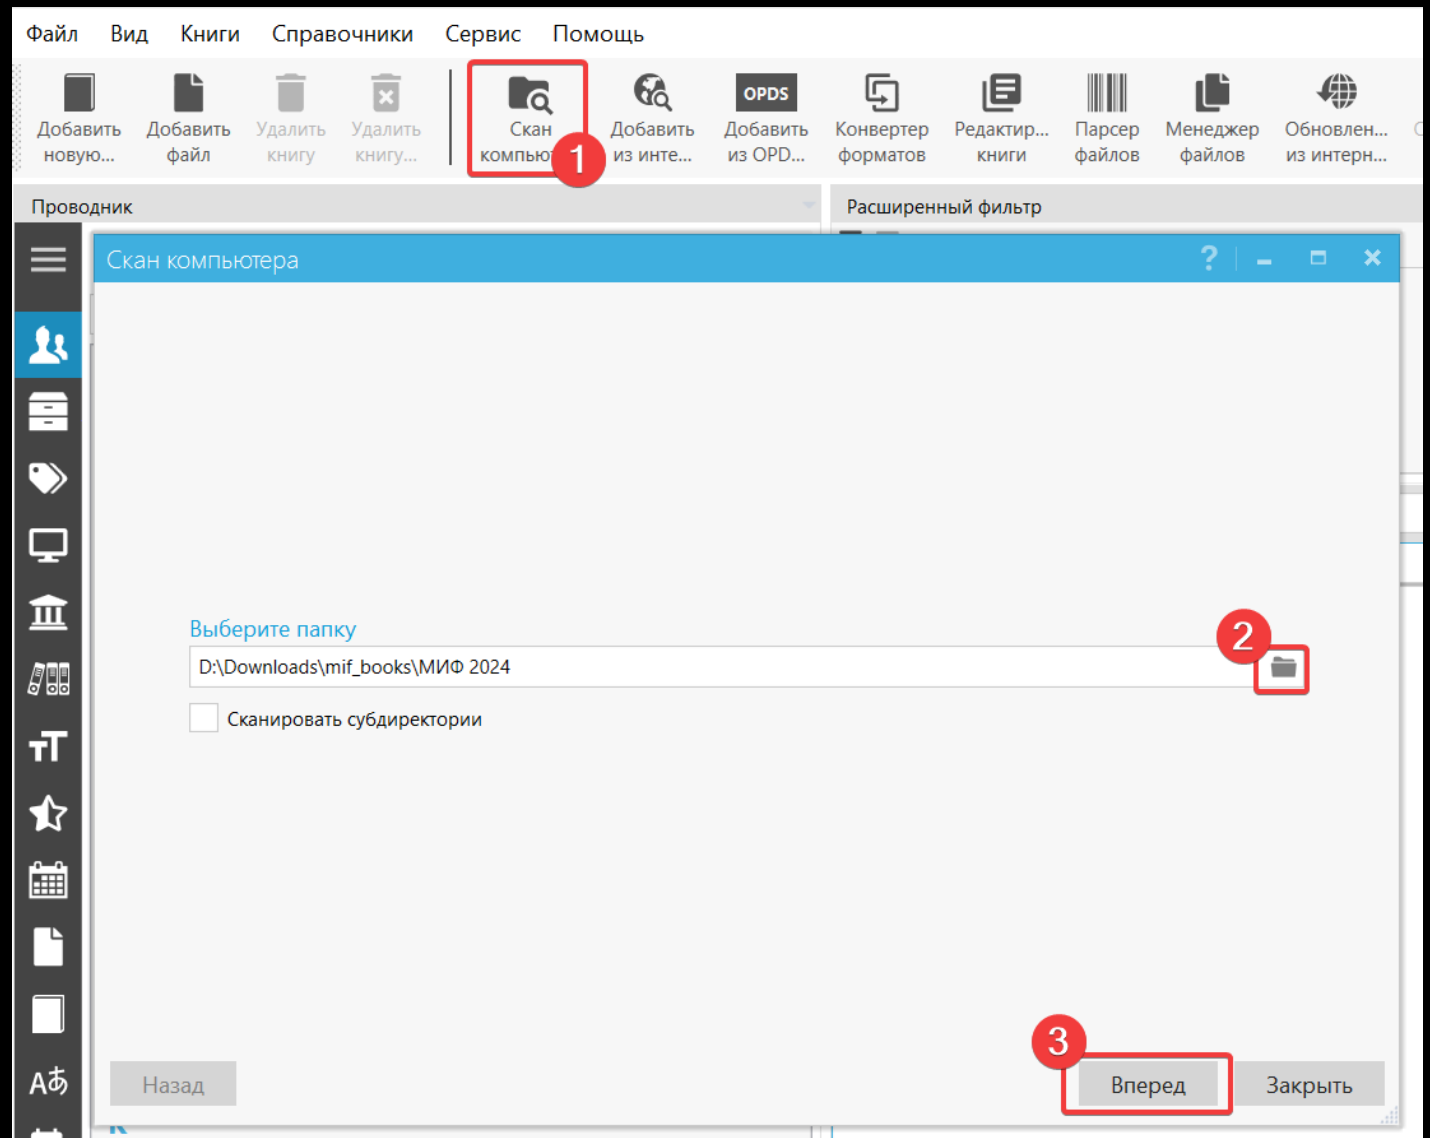 Файл Вид Книги Справочники Сервис Помощь
Добавить новую...
Добавить файл
Удалить книгу
Удалить книгу...
Скан
1
Добавить из инте...
OPDS
Добавить из OPD...
Конвертер форматов
Редактир... книги
Парсер файлов
Менеджер файлов
Обновлен... из интерн...
Проводник
Расширенный фильтр
Скан компьютера
?
Выберите папку
2
D:\Downloads\mif_books\МИФ 2024
Сканировать субдиректории
3
Назад
Вперед
Закрыть